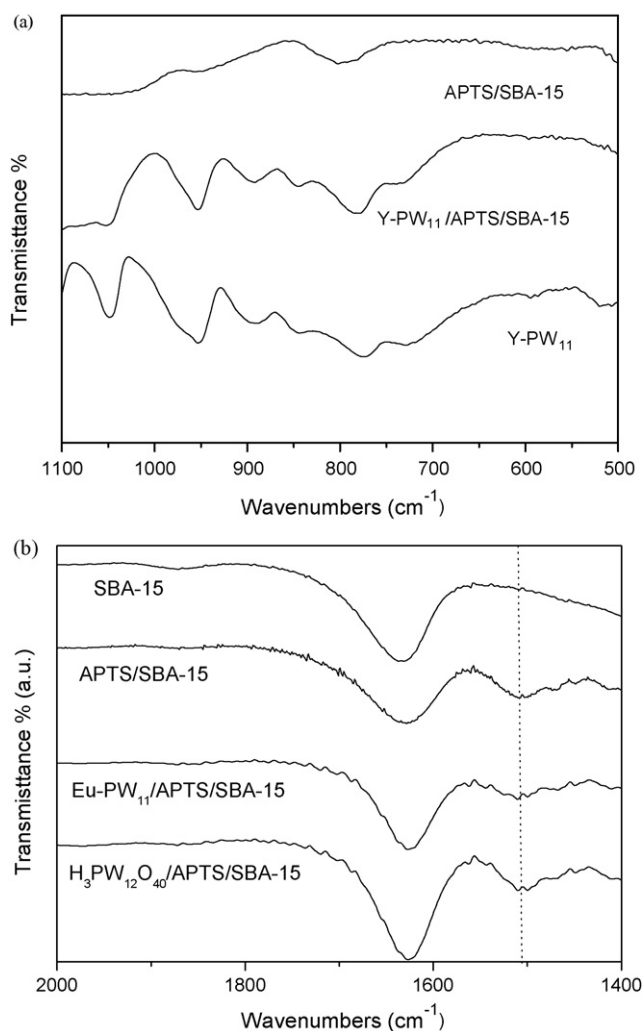 (a)
Transmisttance %
APTS/SBA-15
Y-PW₁₁/APTS/SBA-15
Y-PW₁₁
1100 1000 900 800 700 600 500
Wavenumbers (cm⁻¹)
(b)
Transmisttance % (a.u.)
SBA-15
APTS/SBA-15
Eu-PW₁₁/APTS/SBA-15
H₃PW₁₂O₄₀/APTS/SBA-15
2000 1800 1600 1400
Wavenumbers (cm⁻¹)